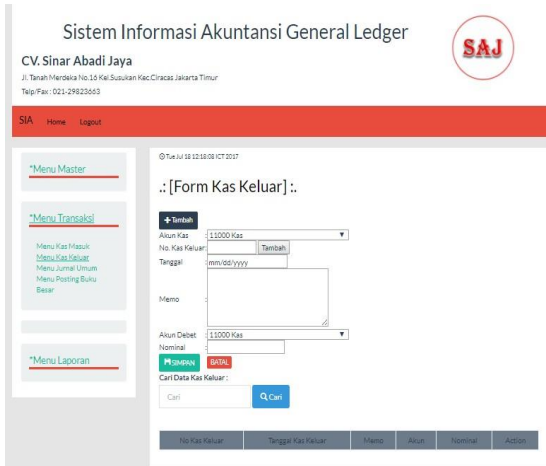 Sistem Informasi Akuntansi General Ledger
SAJ
CV. Sinar Abadi Jaya
Jl. Tanah Merdeka No.16 Kel.Susukan Kec.Ciracas Jakarta Timur
Telp/Fax : 021-29823663
SIA Home Logout
Tue Jul 18 12:18:08 ICT 2017
*Menu Master
.: [Form Kas Keluar] :.
*Menu Transaksi
Menu Kas Masuk
Menu Kas Keluar
Menu Jurnal Umum
Menu Posting Buku
Besar
*Menu Laporan
+ Tambah
Akun Kas : 11000 Kas
No. Kas Keluar: Tambah
Tanggal : mm/dd/yyyy
Memo :
Akun Debet : 11000 Kas
Nominal :
SIMPAN BATAL
Cari Data Kas Keluar :
Cari Cari
No Kas Keluar Tanggal Kas Keluar Memo Akun Nominal Action